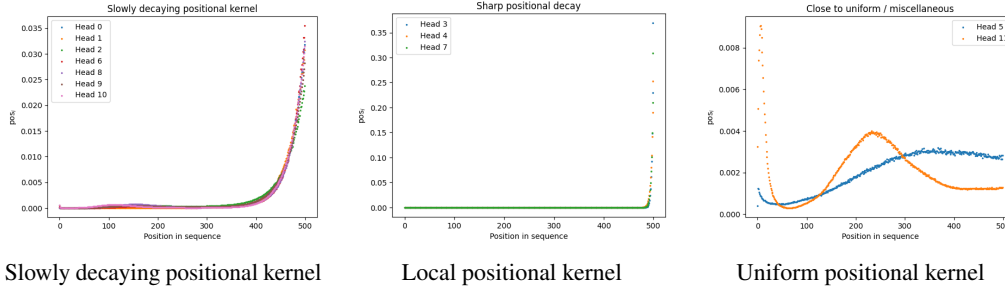 Slowly decaying positional kernel
Head 0
Head 1
Head 2
Head 6
Head 8
Head 9
Head 10
0.035
0.030
0.025
0.020
0.015
0.010
0.005
0.000
pos_i
0
100
200
300
400
500
Position in sequence
Sharp positional decay
Head 3
Head 4
Head 7
0.35
0.30
0.25
0.20
0.15
0.10
0.05
0.00
pos_i
0
100
200
300
400
500
Position in sequence
Close to uniform / miscellaneous
Head 5
0.008
0.006
0.004
0.002
0.000
pos_i
0
100
200
300
400
Position in sequence
Slowly decaying positional kernel
Local positional kernel
Uniform positional kernel